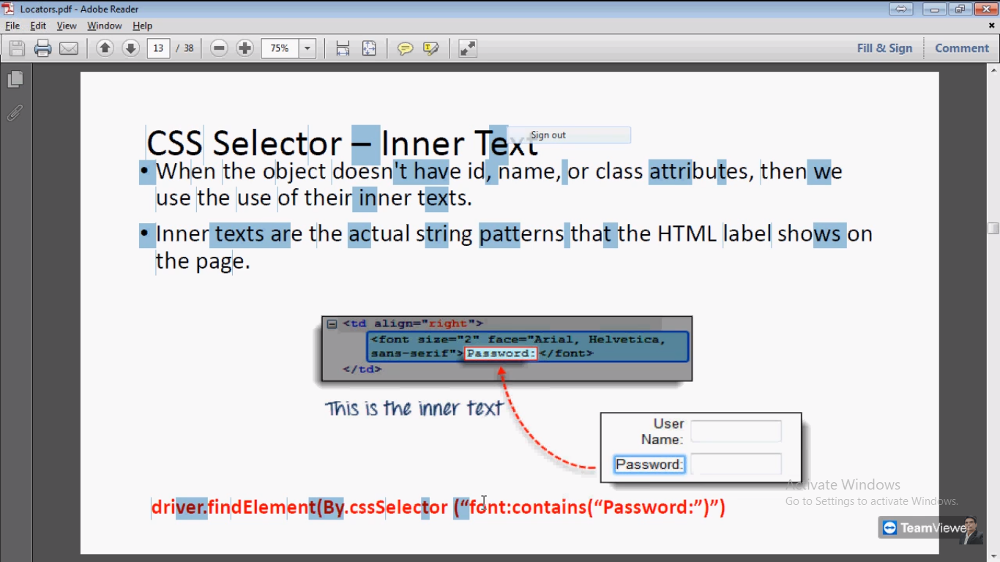 Locators.pdf - Adobe Reader
File Edit View Window Help
13 / 38 75% Fill & Sign Comment
CSS Selector – Inner Text
Sign out
• When the object doesn't have id, name, or class attributes, then we
use the use of their inner texts.
• Inner texts are the actual string patterns that the HTML label shows on
the page.
<td align="right">
<font size="2" face="Arial, Helvetica,
sans-serif">Password:</font>
</td>
This is the inner text
User
Name:
Password:
driver.findElement(By.cssSelector (“font:contains(“Password:”)”)
Activate Windows
Go to Settings to activate Windows.
TeamViewer